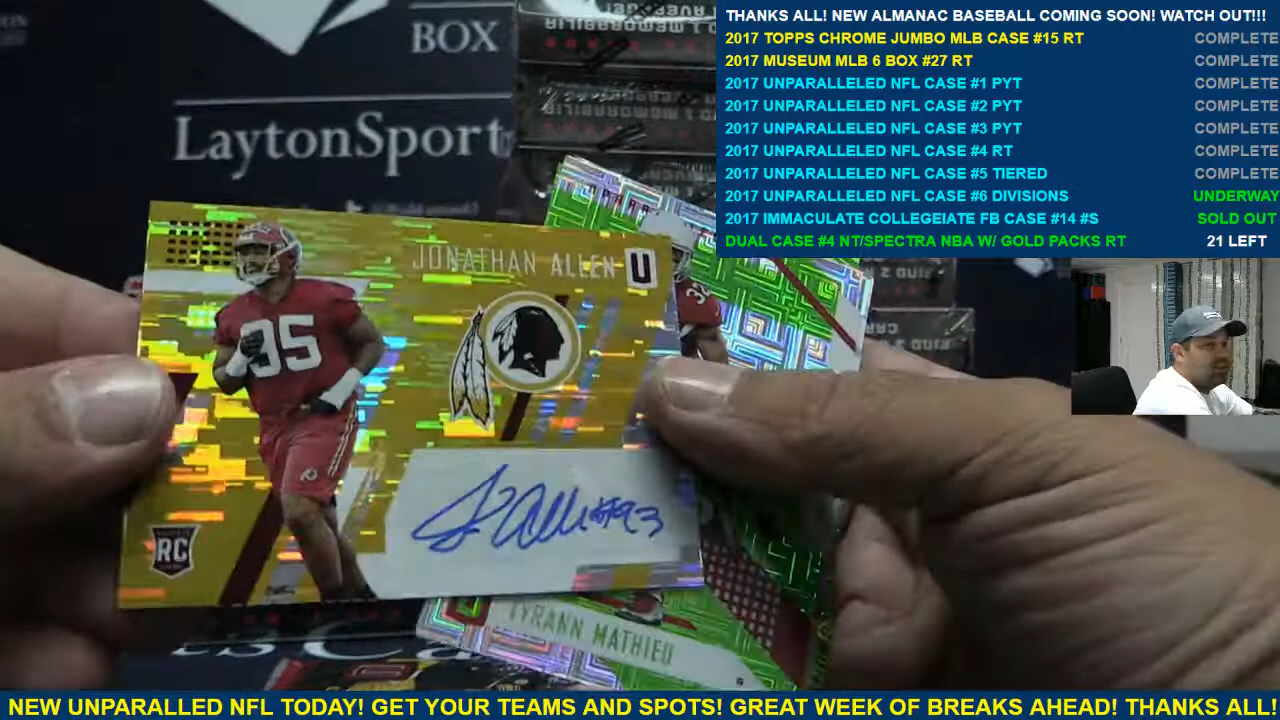 THANKS ALL! NEW ALMANAC BASEBALL COMING SOON! WATCH OUT!!!
2017 TOPPS CHROME JUMBO MLB CASE #15 RT COMPLETE
2017 MUSEUM MLB 6 BOX #27 RT COMPLETE
2017 UNPARALLELED NFL CASE #1 PYT COMPLETE
2017 UNPARALLELED NFL CASE #2 PYT COMPLETE
2017 UNPARALLELED NFL CASE #3 PYT COMPLETE
2017 UNPARALLELED NFL CASE #4 RT COMPLETE
2017 UNPARALLELED NFL CASE #5 TIERED COMPLETE
2017 UNPARALLELED NFL CASE #6 DIVISIONS UNDERWAY
2017 IMMACULATE COLLEGEIATE FB CASE #14 #S SOLD OUT
DUAL CASE #4 NT/SPECTRA NBA W/ GOLD PACKS RT 21 LEFT
BOX
LaytonSport
JONATHAN ALLEN U
95
32
#93
RC
TYRANN MATHIEU
NEW UNPARALLED NFL TODAY! GET YOUR TEAMS AND SPOTS! GREAT WEEK OF BREAKS AHEAD! THANKS ALL!